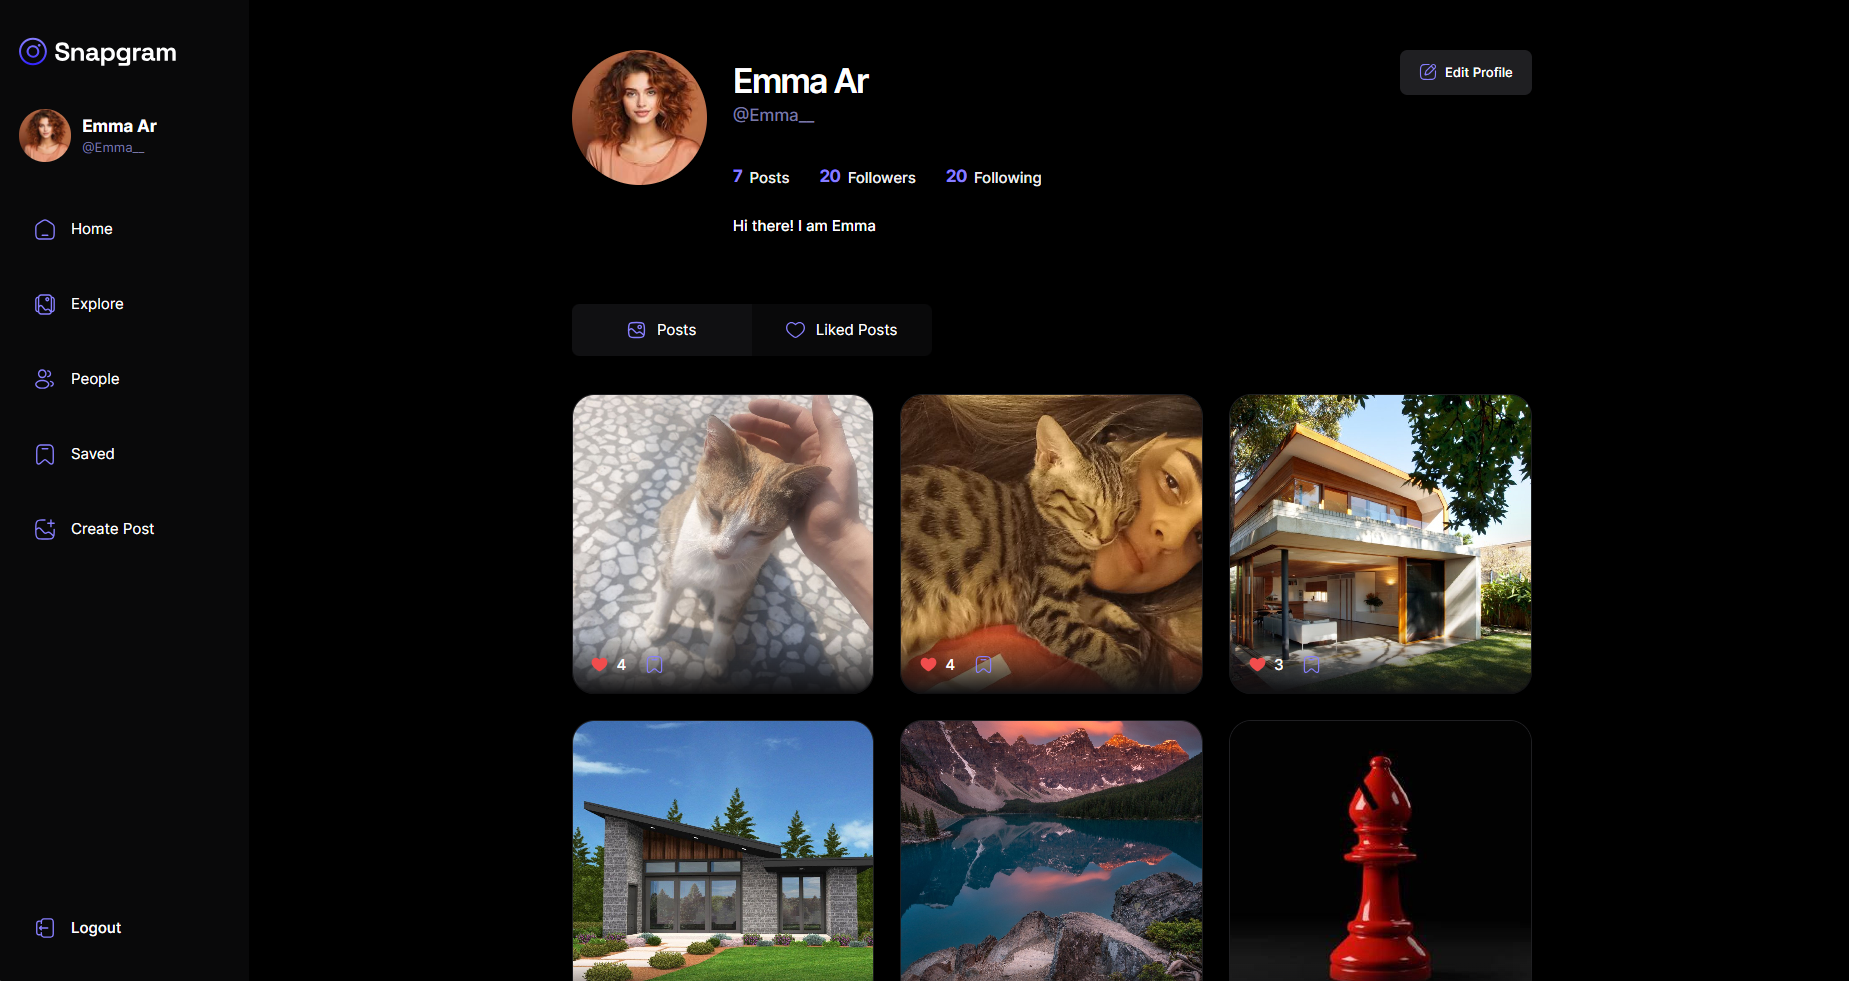 Snapgram
Emma Ar
@Emma__
Home
Explore
People
Saved
Create Post
Logout
Emma Ar
@Emma__
Edit Profile
7 Posts 20 Followers 20 Following
Hi there! I am Emma
Posts Liked Posts
4 4 3